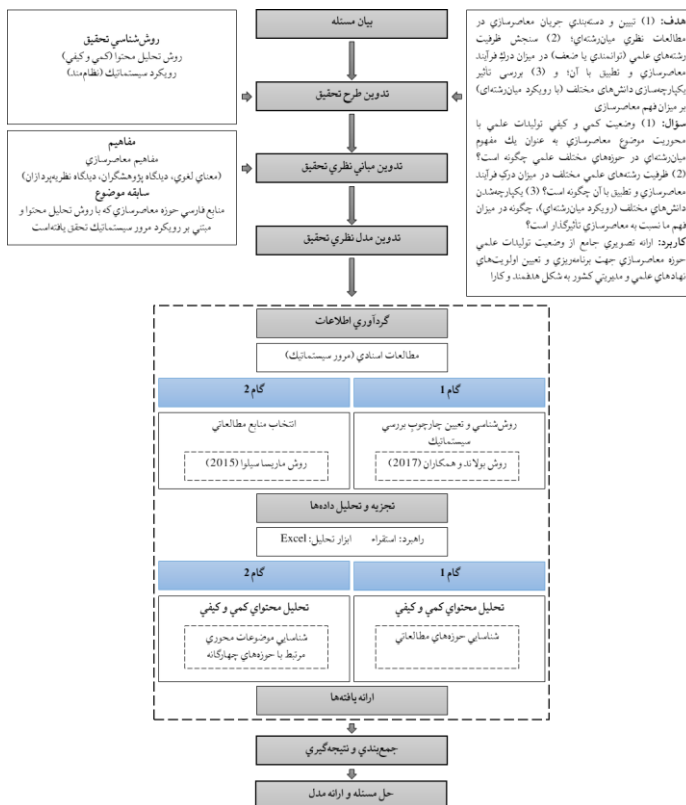 بیان مسئله
هدف: (1) تبیین و دسته‌بندی جریان معاصرسازی در
مطالعات نظری میان‌رشته‌ای؛ (2) سنجش ظرفیت
رشته‌های علمی (توانمندی یا ضعف) در میزان درک فرآیند
معاصرسازی و تطبیق با آن؛ و (3) بررسی تأثیر
یکپارچه‌سازی دانش‌های مختلف (با رویکرد میان‌رشته‌ای)
بر میزان فهم معاصرسازی
سؤال: (1) وضعیت کمی و کیفی تولیدات علمی با
محوریت موضوع معاصرسازی به عنوان یك مفهوم
میان‌رشته‌ای در حوزه‌های مختلف علمی چگونه است؟
(2) ظرفیت رشته‌های علمی مختلف در میزان درک فرآیند
معاصرسازی و تطبیق با آن چگونه است؟ (3) یکپارچه‌شدن
دانش‌های مختلف (رویکرد میان‌رشته‌ای)، چگونه در میزان
فهم ما نسبت به معاصرسازی تأثیرگذار است؟
کاربرد: ارائه تصویری جامع از وضعیت تولیدات علمی
حوزه معاصرسازی جهت برنامه‌ریزی و تعیین اولویت‌های
نهادهای علمی و مدیریتی کشور به شکل هدفمند و کارا
روش‌شناسی تحقیق
روش تحلیل محتوا (کمی و کیفی)
رویکرد سیستماتیك (نظام‌مند)
تدوین طرح تحقیق
تدوین مبانی نظری تحقیق
مفاهیم
مفاهیم معاصرسازی
(معنای لغوی، دیدگاه پژوهشگران، دیدگاه نظریه‌پردازان)
سابقه موضوع
منابع فارسی حوزه معاصرسازی که با روش تحلیل محتوا و
مبتنی بر رویکرد مرور سیستماتیك تحقق یافته‌است
تدوین مدل نظری تحقیق
گردآوری اطلاعات
مطالعات اسنادی (مرور سیستماتیك)
گام 1
روش‌شناسی و تعیین چارچوب بررسی
سیستماتیك
روش بولاند و همکاران (2017)
گام 2
انتخاب منابع مطالعاتی
روش ماریسا سیلوا (2015)
تجزیه و تحلیل داده‌ها
راهبرد: استقراء ابزار تحلیل: Excel
گام 1
تحلیل محتوای کمی و کیفی
شناسایی حوزه‌های مطالعاتی
گام 2
تحلیل محتوای کمی و کیفی
شناسایی موضوعات محوری
مرتبط با حوزه‌های چهارگانه
ارائه یافته‌ها
جمع‌بندی و نتیجه‌گیری
حل مسئله و ارائه مدل